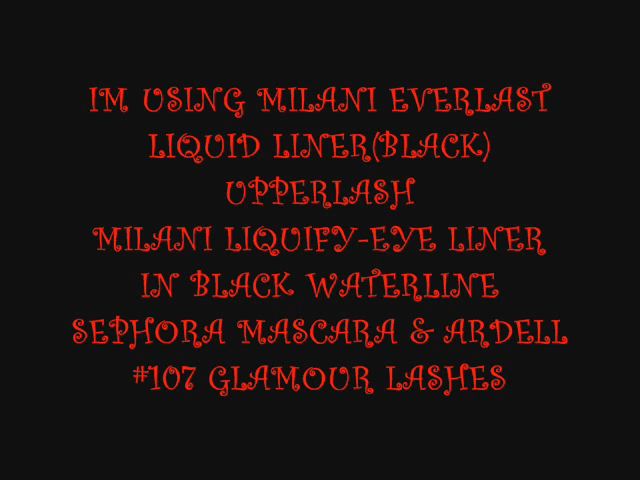 IM USING MILANI EVERLAST
LIQUID LINER(BLACK)
UPPERLASH
MILANI LIQUIFY-EYE LINER
IN BLACK WATERLINE
SEPHORA MASCARA & ARDELL
#107 GLAMOUR LASHES